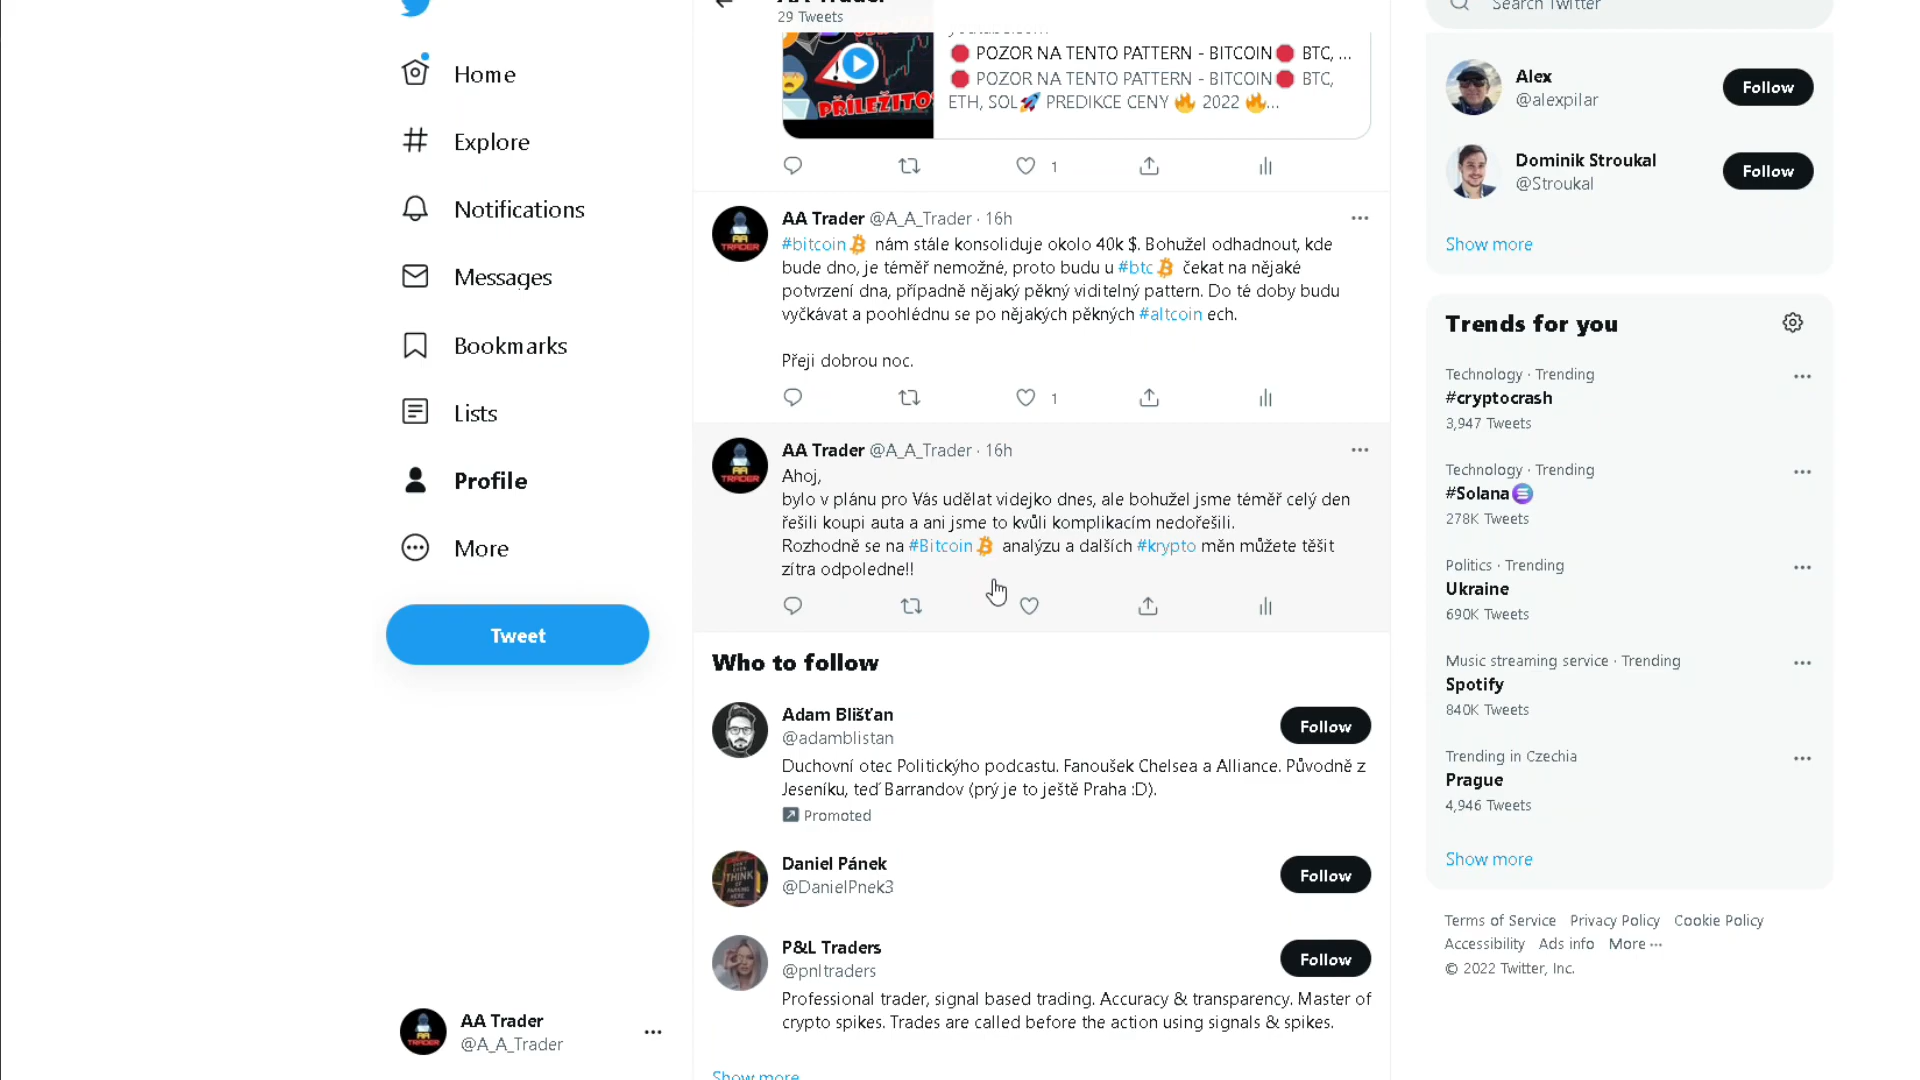 Home
Explore
Notifications
Messages
Bookmarks
Lists
Profile
More
Tweet
AA Trader
@A_A_Trader
AA Trader
29 Tweets
PŘÍLEŽITO
youtube.com
POZOR NA TENTO PATTERN - BITCOIN BTC, ...
POZOR NA TENTO PATTERN - BITCOIN BTC,
ETH, SOL PREDIKCE CENY 2022 ...
1
AA Trader @A_A_Trader · 16h
#bitcoin nám stále konsoliduje okolo 40k $. Bohužel odhadnout, kde
bude dno, je téměř nemožné, proto budu u #btc čekat na nějaké
potvrzení dna, případně nějaký pěkný viditelný pattern. Do té doby budu
vyčkávat a poohlédnu se po nějakých pěkných #altcoin ech.
Přeji dobrou noc.
1
AA Trader @A_A_Trader · 16h
Ahoj,
bylo v plánu pro Vás udělat videjko dnes, ale bohužel jsme téměř celý den
řešili koupi auta a ani jsme to kvůli komplikacím nedořešili.
Rozhodně se na #Bitcoin analýzu a dalších #krypto měn můžete těšit
zítra odpoledne!!
Who to follow
Adam Blišťan
@adamblistan
Follow
Duchovní otec Politickýho podcastu. Fanoušek Chelsea a Alliance. Původně z
Jeseníku, teď Barrandov (prý je to ještě Praha :D).
Promoted
Daniel Pánek
@DanielPnek3
Follow
P&L Traders
@pnltraders
Follow
Professional trader, signal based trading. Accuracy & transparency. Master of
crypto spikes. Trades are called before the action using signals & spikes.
Show more
Search Twitter
Alex
@alexpilar
Follow
Dominik Stroukal
@Stroukal
Follow
Show more
Trends for you
Technology · Trending
#cryptocrash
3,947 Tweets
Technology · Trending
#Solana
278K Tweets
Politics · Trending
Ukraine
690K Tweets
Music streaming service · Trending
Spotify
840K Tweets
Trending in Czechia
Prague
4,946 Tweets
Show more
Terms of Service Privacy Policy Cookie Policy
Accessibility Ads info More ···
© 2022 Twitter, Inc.